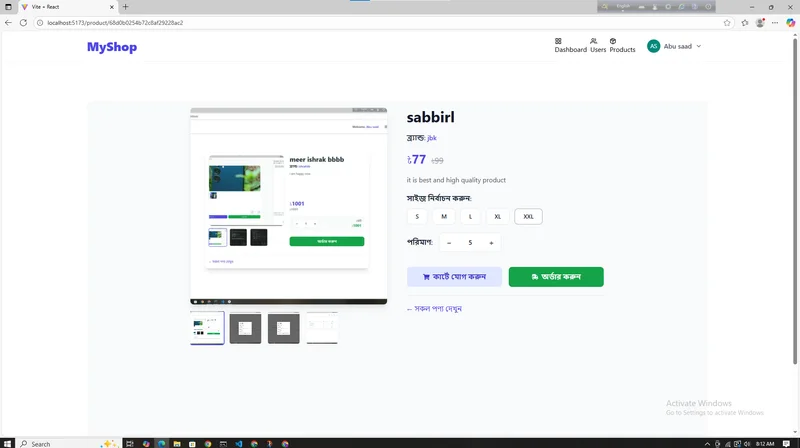 Vite + React
English
localhost:5173/product/68d0b0254b72c8af29228ac2
MyShop
Dashboard
Users
Products
AS
Abu saad
meer ishrak bbbb
৳1001
অর্ডার করুন
sabbirl
ব্র্যান্ড: jbk
৳77 ৳99
it is best and high quality product
সাইজ নির্বাচন করুন:
S M L XL XXL
পরিমাণ: − 5 +
কার্টে যোগ করুন
অর্ডার করুন
← সকল পণ্য দেখুন
Activate Windows
Go to Settings to activate Windows
Search
8:12 AM